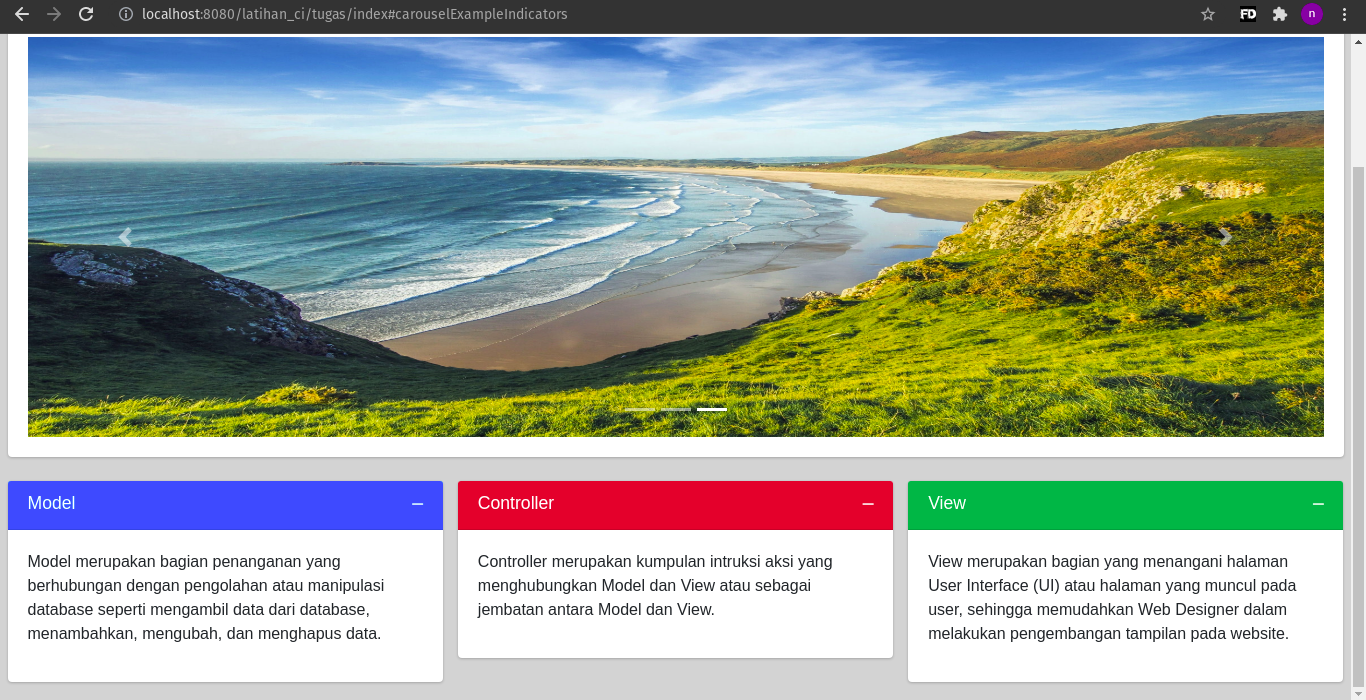 localhost:8080/latihan_ci/tugas/index#carouselExampleIndicators
FD
n
Model
Model merupakan bagian penanganan yang
berhubungan dengan pengolahan atau manipulasi
database seperti mengambil data dari database,
menambahkan, mengubah, dan menghapus data.
Controller
Controller merupakan kumpulan intruksi aksi yang
menghubungkan Model dan View atau sebagai
jembatan antara Model dan View.
View
View merupakan bagian yang menangani halaman
User Interface (UI) atau halaman yang muncul pada
user, sehingga memudahkan Web Designer dalam
melakukan pengembangan tampilan pada website.